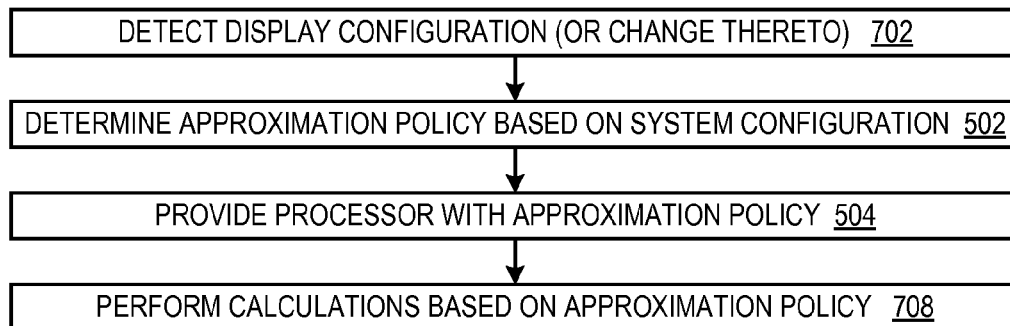 DETECT DISPLAY CONFIGURATION (OR CHANGE THERETO) 702
DETERMINE APPROXIMATION POLICY BASED ON SYSTEM CONFIGURATION 502
PROVIDE PROCESSOR WITH APPROXIMATION POLICY 504
PERFORM CALCULATIONS BASED ON APPROXIMATION POLICY 708